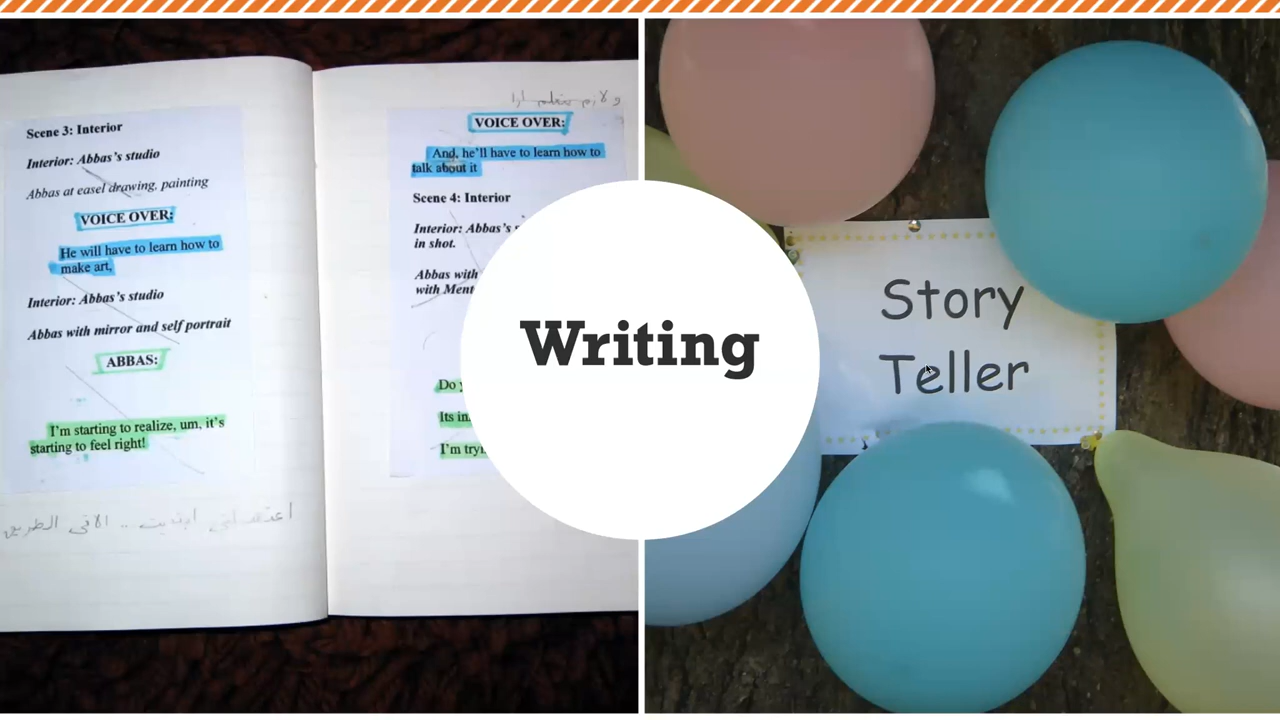 Scene 3: Interior
Interior: Abbas's studio
Abbas at easel drawing, painting
VOICE OVER:
He will have to learn how to
make art,
Interior: Abbas's studio
Abbas with mirror and self portrait
ABBAS:
I'm starting to realize, um, it's
starting to feel right!
الطريق
VOICE OVER:
And, he'll have to learn how to
talk about it
Scene 4: Interior
Interior: Abbas's
in shot.
Abbas with
with
Do
Its
I'm
Writing
Story
Teller